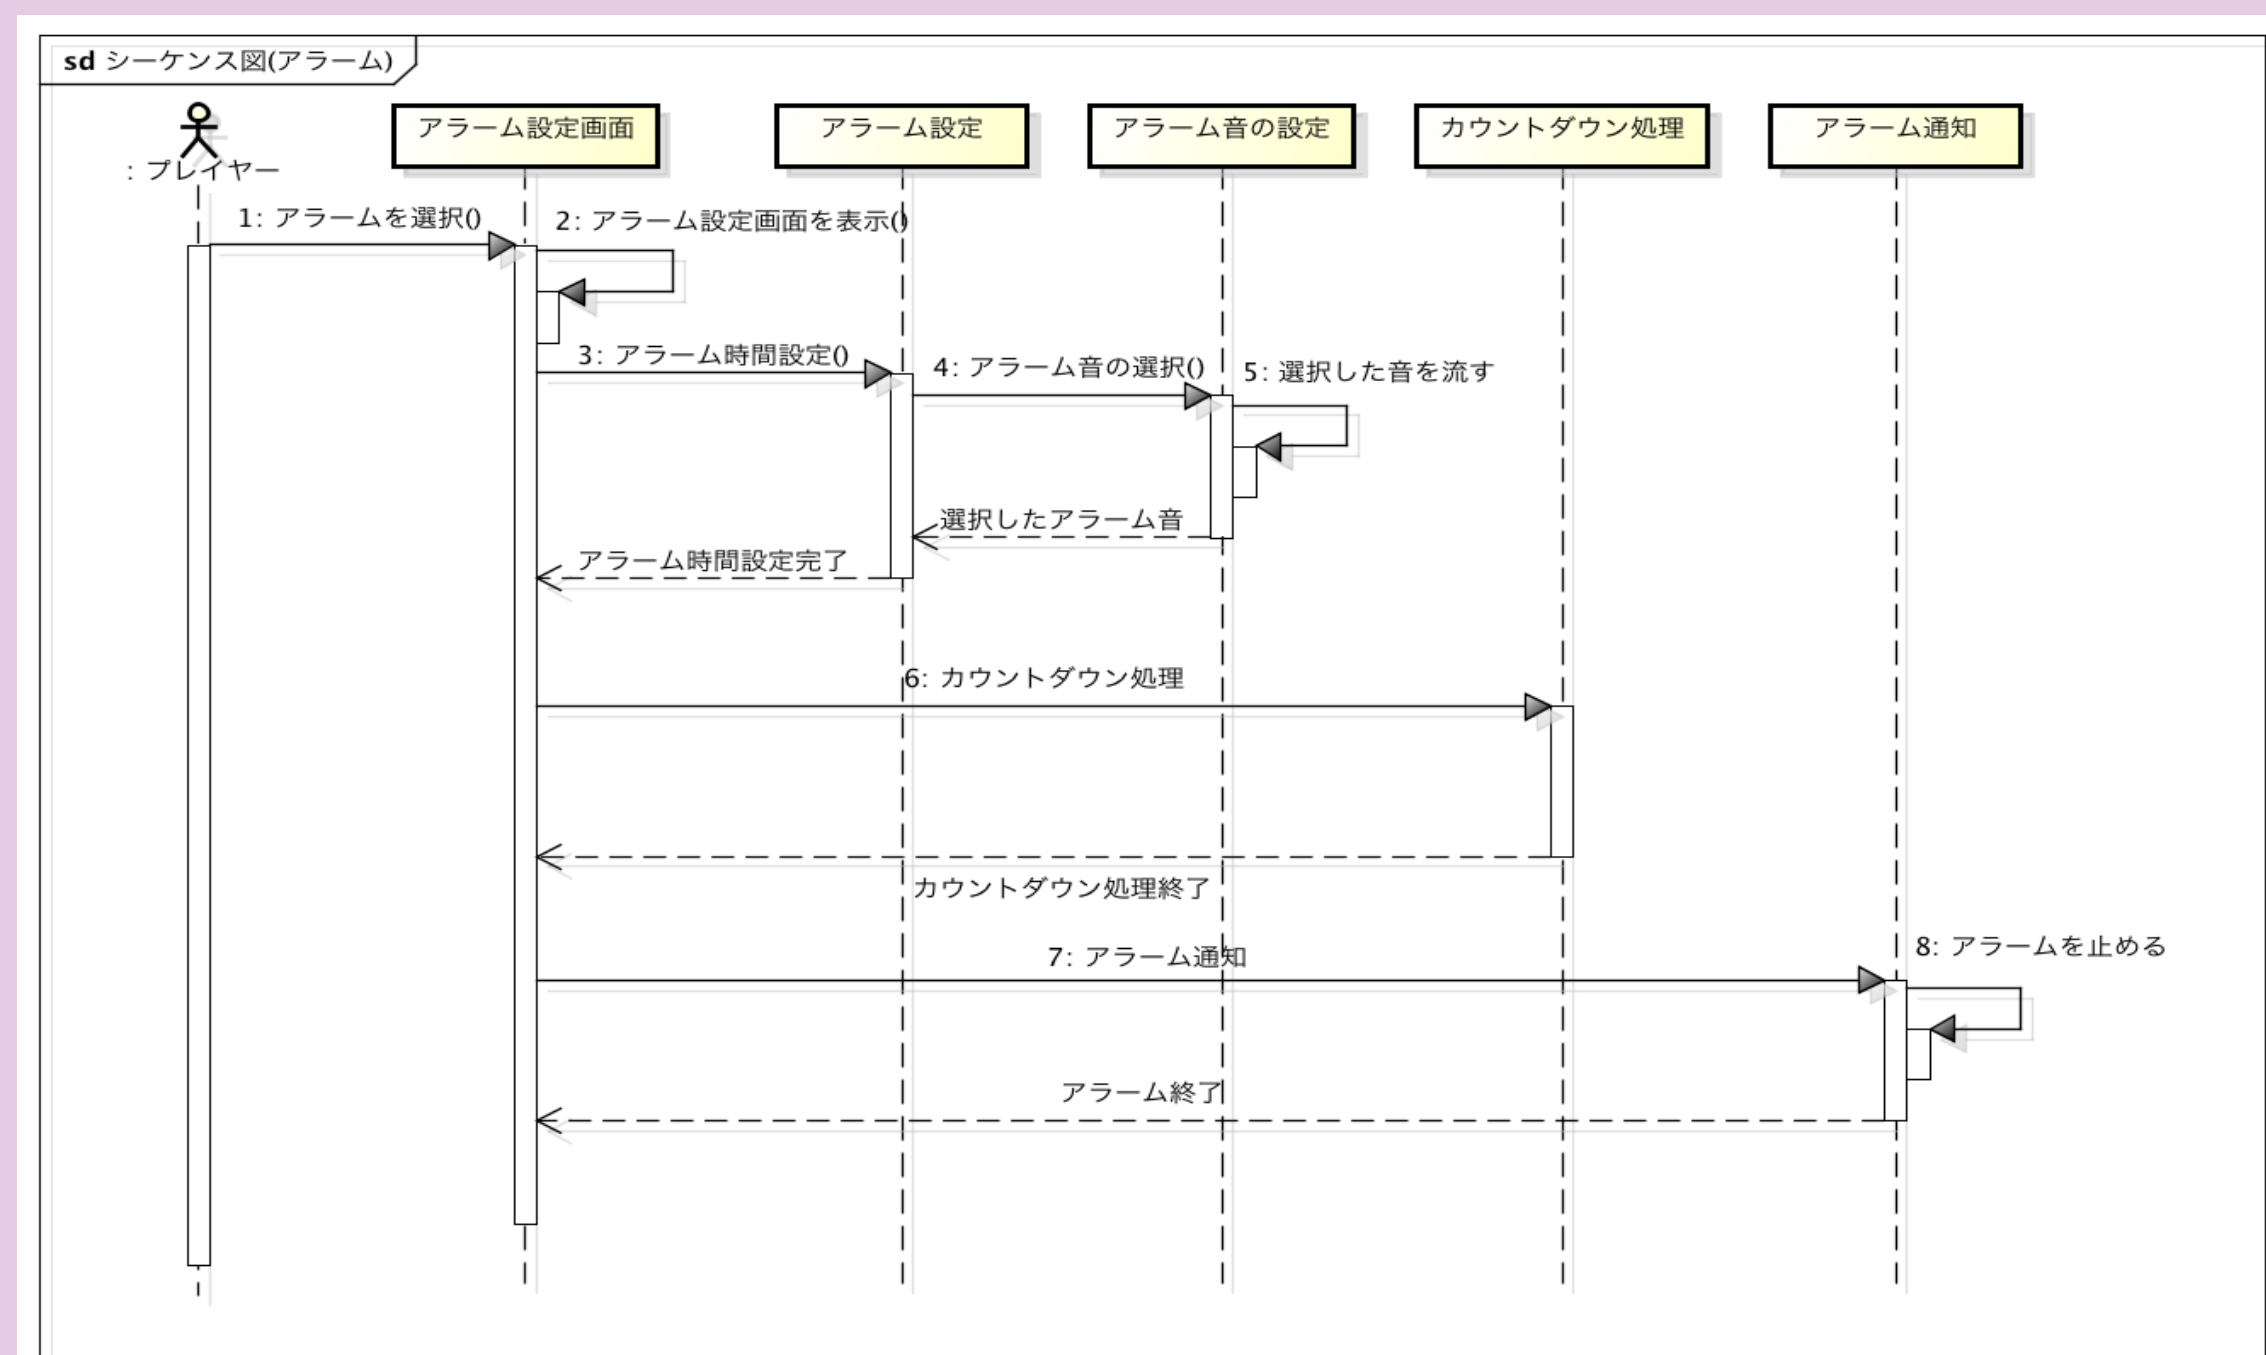 sd シーケンス図(アラーム)
: プレイヤー
アラーム設定画面
アラーム設定
アラーム音の設定
カウントダウン処理
アラーム通知
1: アラームを選択()
2: アラーム設定画面を表示()
3: アラーム時間設定()
4: アラーム音の選択()
5: 選択した音を流す
選択したアラーム音
アラーム時間設定完了
6: カウントダウン処理
カウントダウン処理終了
7: アラーム通知
8: アラームを止める
アラーム終了